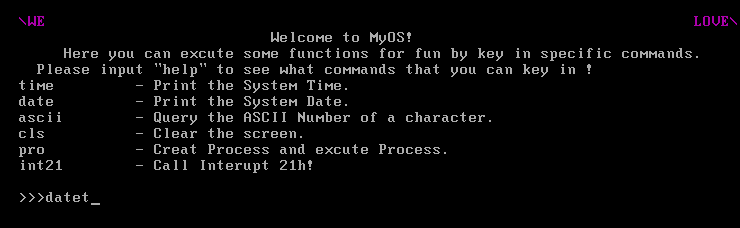 \WE LOVE\
Welcome to MyOS!
Here you can excute some functions for fun by key in specific commands.
Please input "help" to see what commands that you can key in !
time - Print the System Time.
date - Print the System Date.
ascii - Query the ASCII Number of a character.
cls - Clear the screen.
pro - Creat Process and excute Process.
int21 - Call Interupt 21h!
>>>datet_